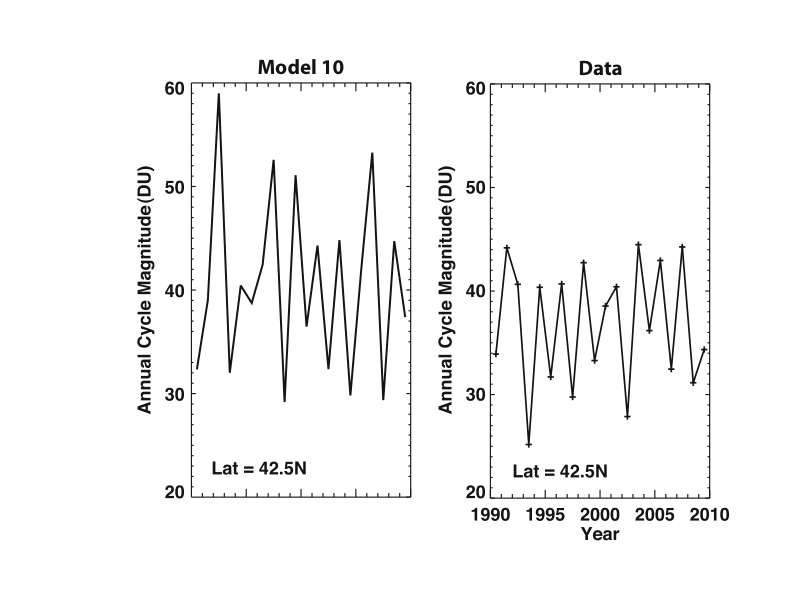 Model 10
60
50
40
30
20
Annual Cycle Magnitude(DU)
Lat = 42.5N
Data
60
50
40
30
20
Annual Cycle Magnitude(DU)
Lat = 42.5N
1990 1995 2000 2005 2010
Year